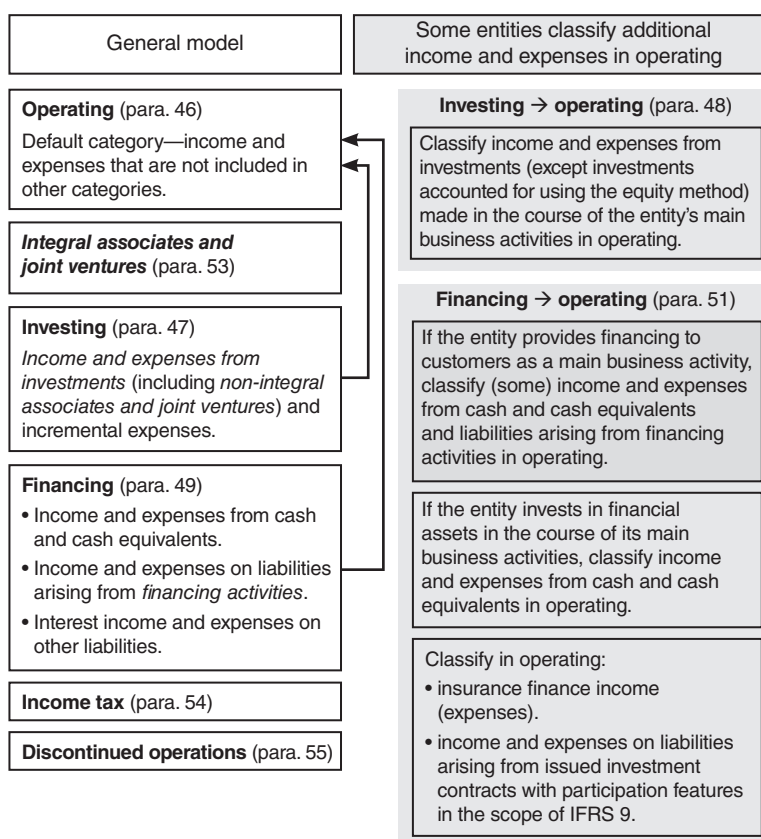 General model
Some entities classify additional
income and expenses in operating
Operating (para. 46)
Default category—income and
expenses that are not included in
other categories.
Integral associates and
joint ventures (para. 53)
Investing (para. 47)
Income and expenses from
investments (including non-integral
associates and joint ventures) and
incremental expenses.
Financing (para. 49)
• Income and expenses from cash
and cash equivalents.
• Income and expenses on liabilities
arising from financing activities.
• Interest income and expenses on
other liabilities.
Income tax (para. 54)
Discontinued operations (para. 55)
Investing → operating (para. 48)
Classify income and expenses from
investments (except investments
accounted for using the equity method)
made in the course of the entity's main
business activities in operating.
Financing → operating (para. 51)
If the entity provides financing to
customers as a main business activity,
classify (some) income and expenses
from cash and cash equivalents
and liabilities arising from financing
activities in operating.
If the entity invests in financial
assets in the course of its main
business activities, classify income
and expenses from cash and cash
equivalents in operating.
Classify in operating:
• insurance finance income
(expenses).
• income and expenses on liabilities
arising from issued investment
contracts with participation features
in the scope of IFRS 9.